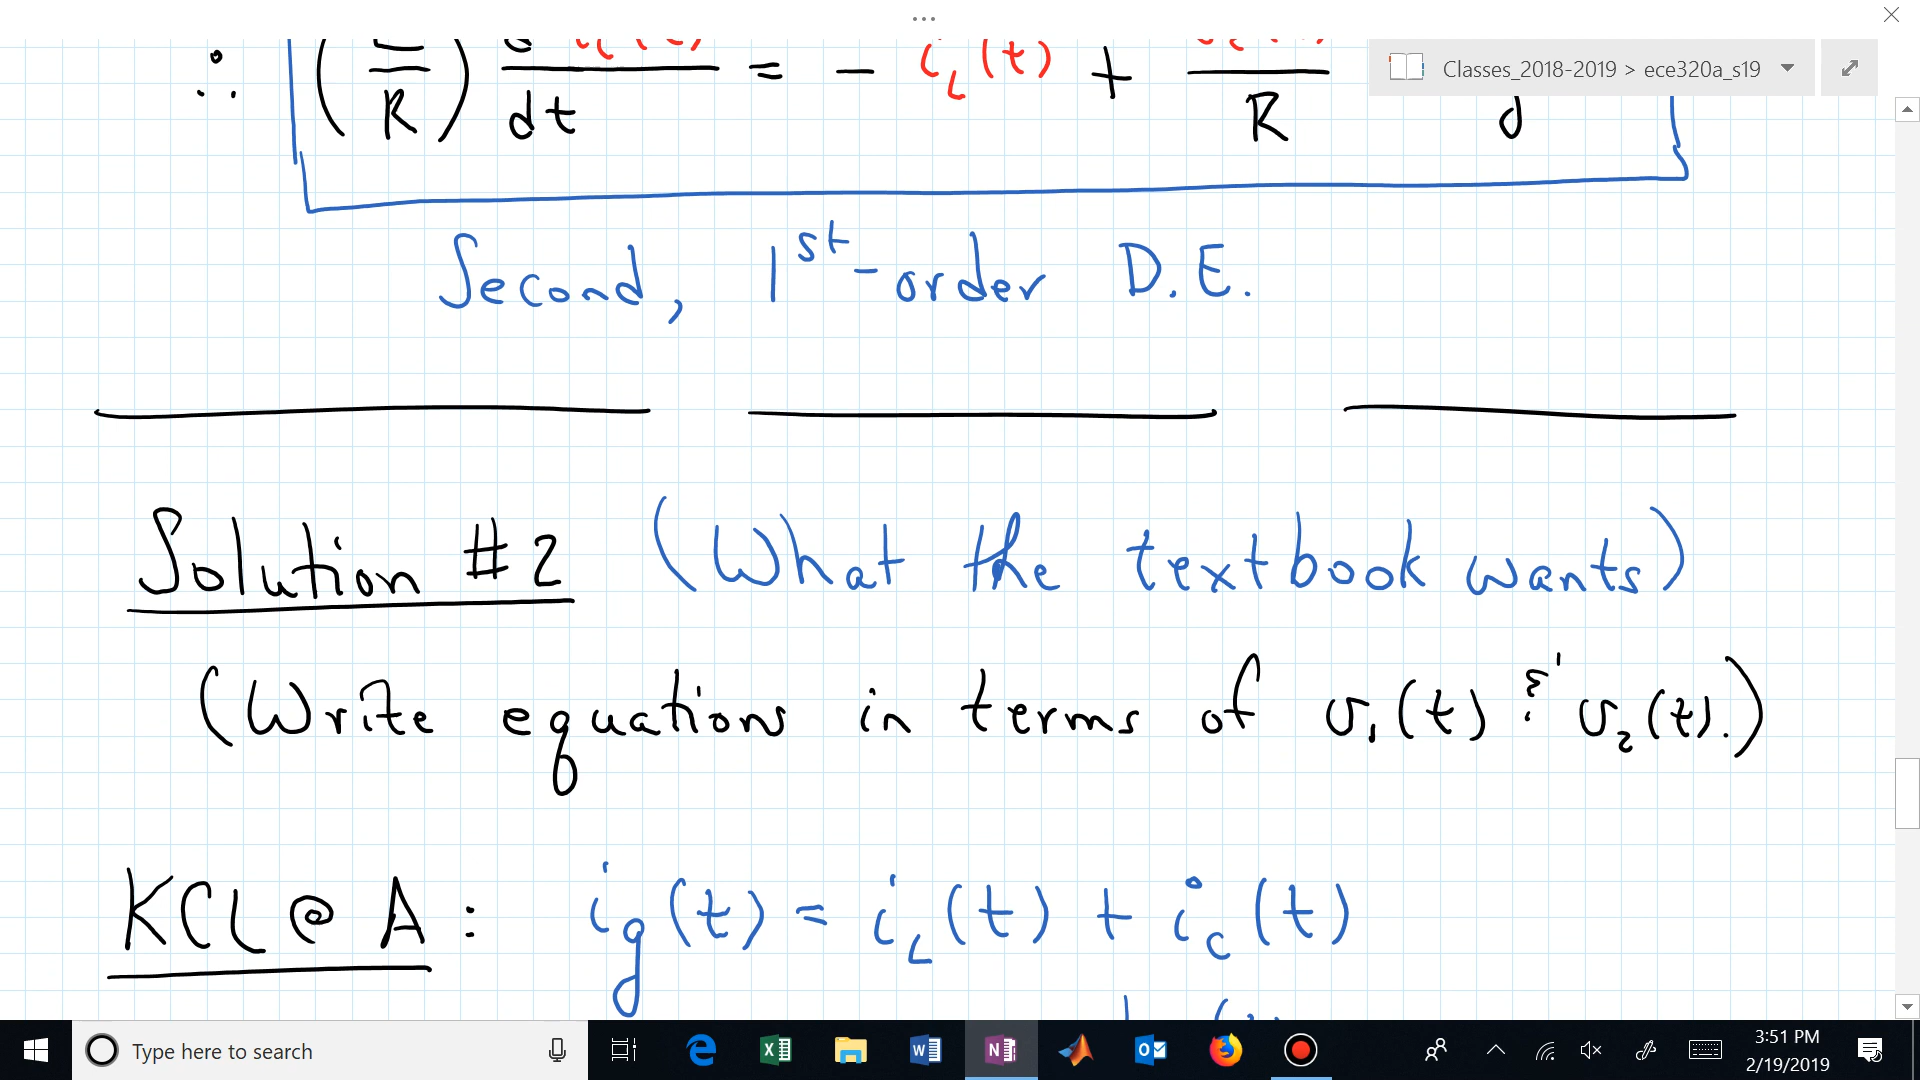 Classes_2018-2019 > ece320a_s19
∴ ( / R ) / dt = - i_L(t) + / R
Second, 1st-order D.E.
Solution #2 (What the textbook wants)
(Write equations in terms of v₁(t) & v₂(t).)
KCL @ A: i_g(t) = i_L(t) + i_c(t)
Type here to search
3:51 PM
2/19/2019